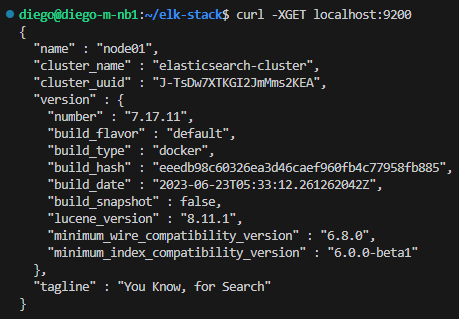 diego@diego-m-nb1:~/elk-stack$ curl -XGET localhost:9200
{
  "name" : "node01",
  "cluster_name" : "elasticsearch-cluster",
  "cluster_uuid" : "J-TsDw7XTKGI2JmMms2KEA",
  "version" : {
    "number" : "7.17.11",
    "build_flavor" : "default",
    "build_type" : "docker",
    "build_hash" : "eeedb98c60326ea3d46caef960fb4c77958fb885",
    "build_date" : "2023-06-23T05:33:12.261262042Z",
    "build_snapshot" : false,
    "lucene_version" : "8.11.1",
    "minimum_wire_compatibility_version" : "6.8.0",
    "minimum_index_compatibility_version" : "6.0.0-beta1"
  },
  "tagline" : "You Know, for Search"
}